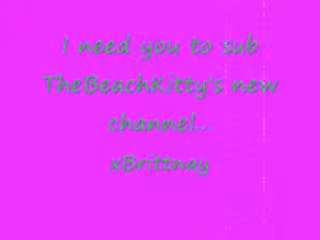 I need you to sub
TheBeachKitty's new
channel...
xBrittnay